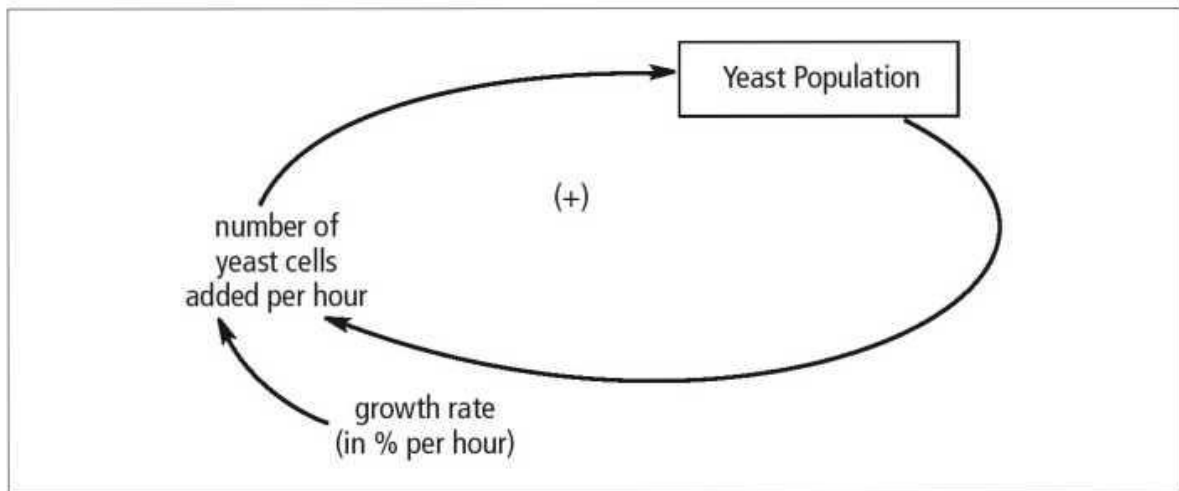 Yeast Population
(+)
number of
yeast cells
added per hour
growth rate
(in % per hour)